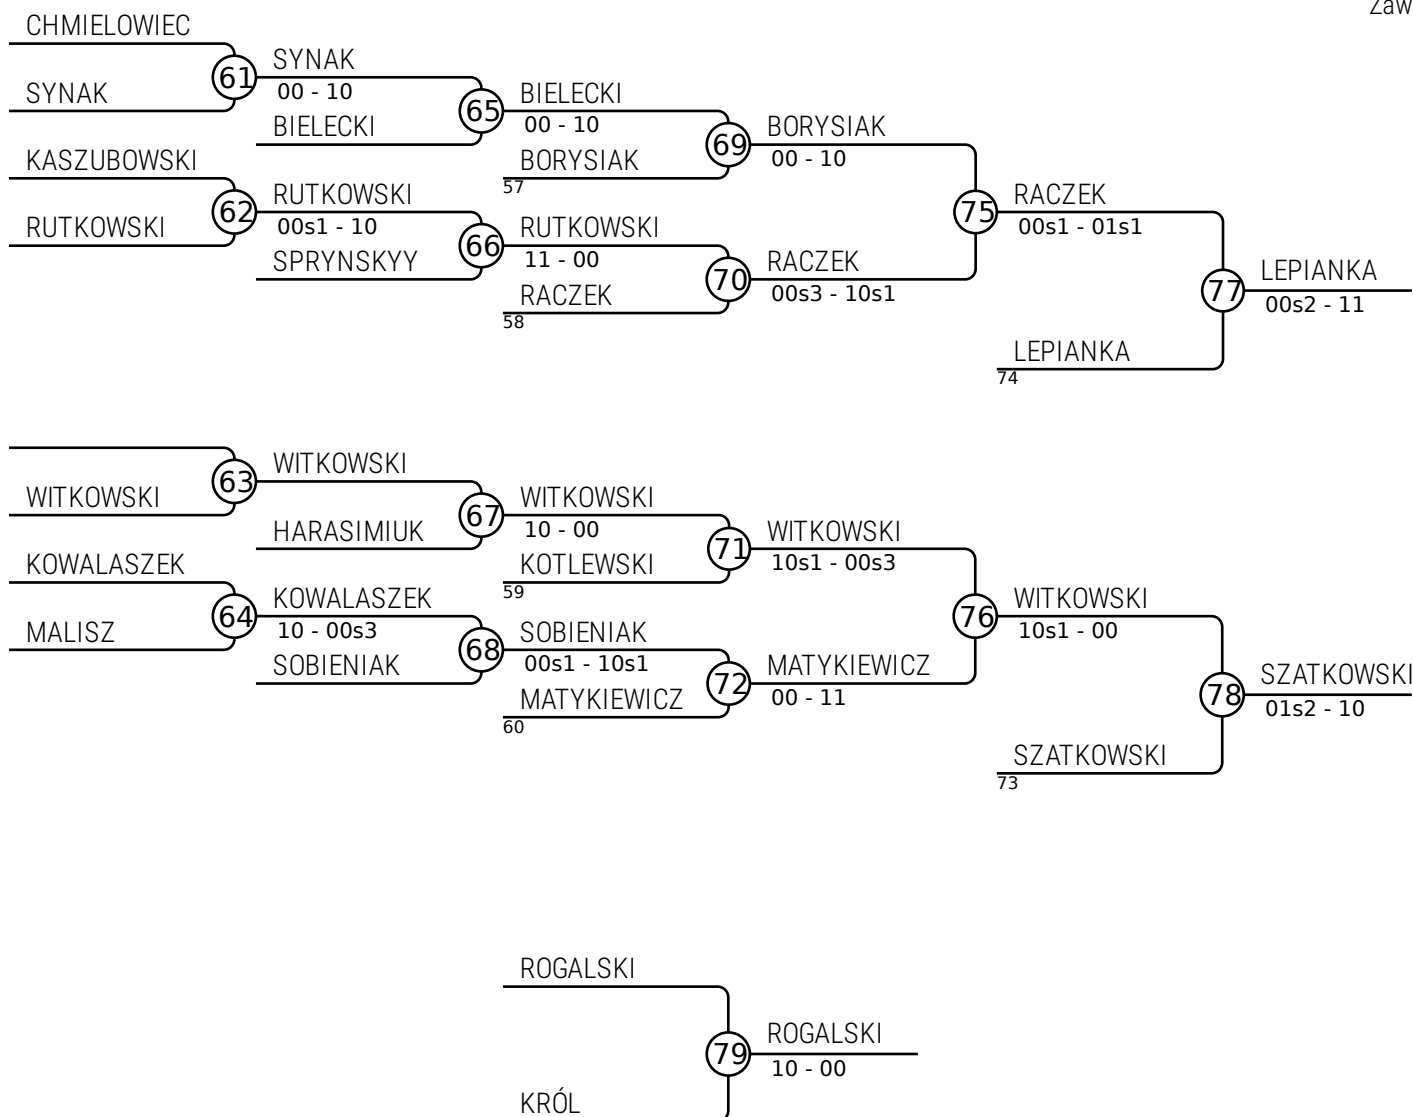 Zaw
CHMIELOWIEC
61
SYNAK
00 - 10
SYNAK
65
BIELECKI
00 - 10
BIELECKI
69
BORYSIAK
00 - 10
KASZUBOWSKI
BORYSIAK
57
62
RUTKOWSKI
00s1 - 10
75
RACZEK
00s1 - 01s1
RUTKOWSKI
66
RUTKOWSKI
11 - 00
SPRYNSKYY
70
RACZEK
00s3 - 10s1
77
LEPIANKA
00s2 - 11
RACZEK
58
LEPIANKA
74
63
WITKOWSKI
WITKOWSKI
67
WITKOWSKI
10 - 00
HARASIMIUK
71
WITKOWSKI
10s1 - 00s3
KOWALASZEK
KOTLEWSKI
59
64
KOWALASZEK
10 - 00s3
76
WITKOWSKI
10s1 - 00
MALISZ
68
SOBIENIAK
00s1 - 10s1
SOBIENIAK
72
MATYKIEWICZ
00 - 11
78
SZATKOWSKI
01s2 - 10
MATYKIEWICZ
60
SZATKOWSKI
73
ROGALSKI
79
ROGALSKI
10 - 00
KRÓL